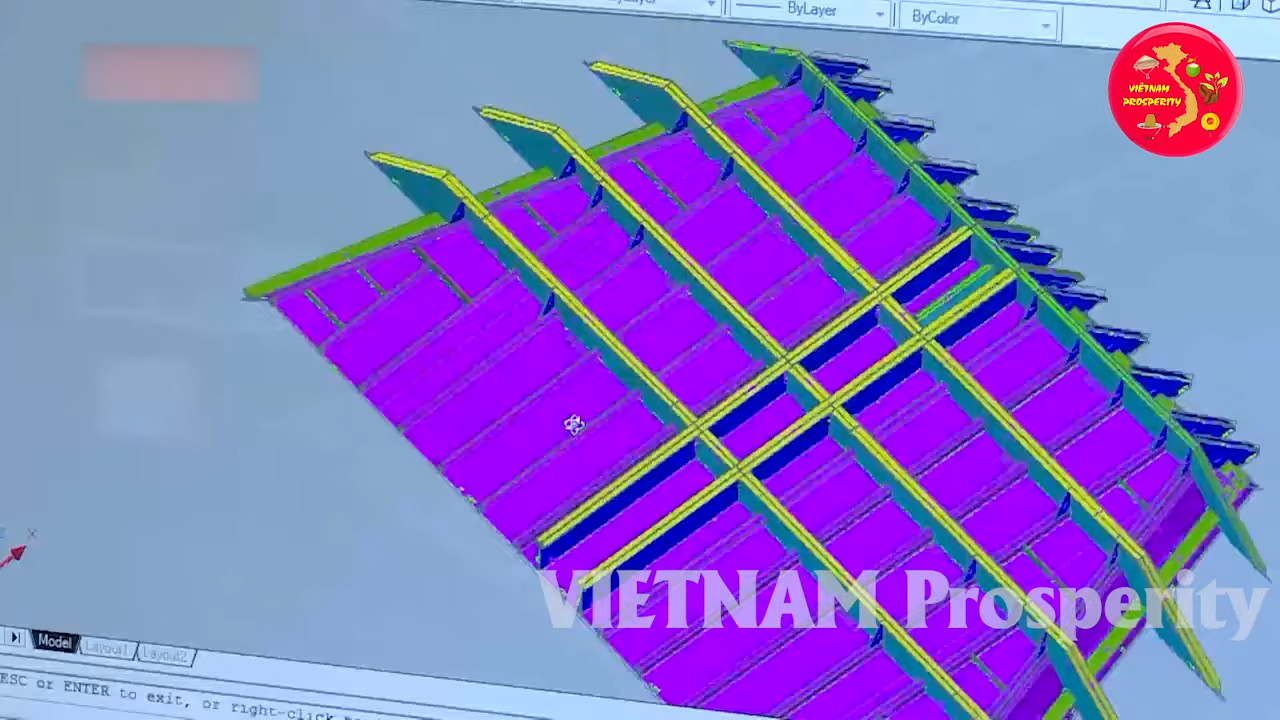 ByLayer
ByColor
VIETNAM
PROSPERITY
VIETNAM Prosperity
Model
Layout1
Layout2
ESC or ENTER to exit, or right-click